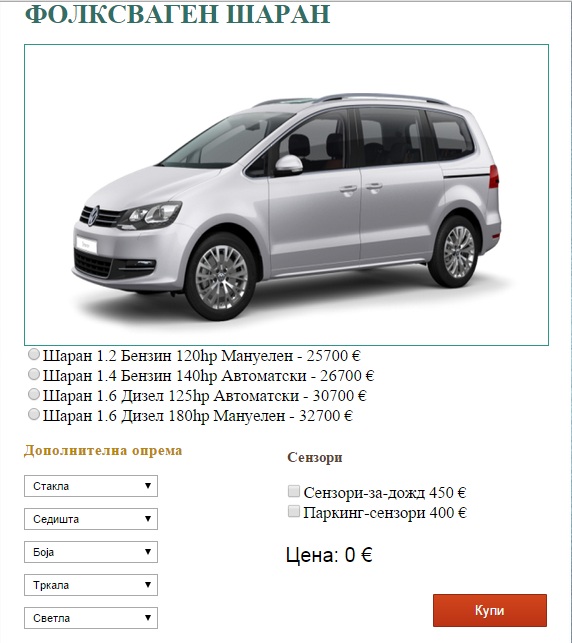 ФОЛКСВАГЕН ШАРАН
Шаран 1.2 Бензин 120hp Мануелен - 25700 €
Шаран 1.4 Бензин 140hp Автоматски - 26700 €
Шаран 1.6 Дизел 125hp Автоматски - 30700 €
Шаран 1.6 Дизел 180hp Мануелен - 32700 €
Дополнителна опрема
Стакла
Седишта
Боја
Тркала
Светла
Сензори
Сензори-за-дожд 450 €
Паркинг-сензори 400 €
Цена: 0 €
Купи